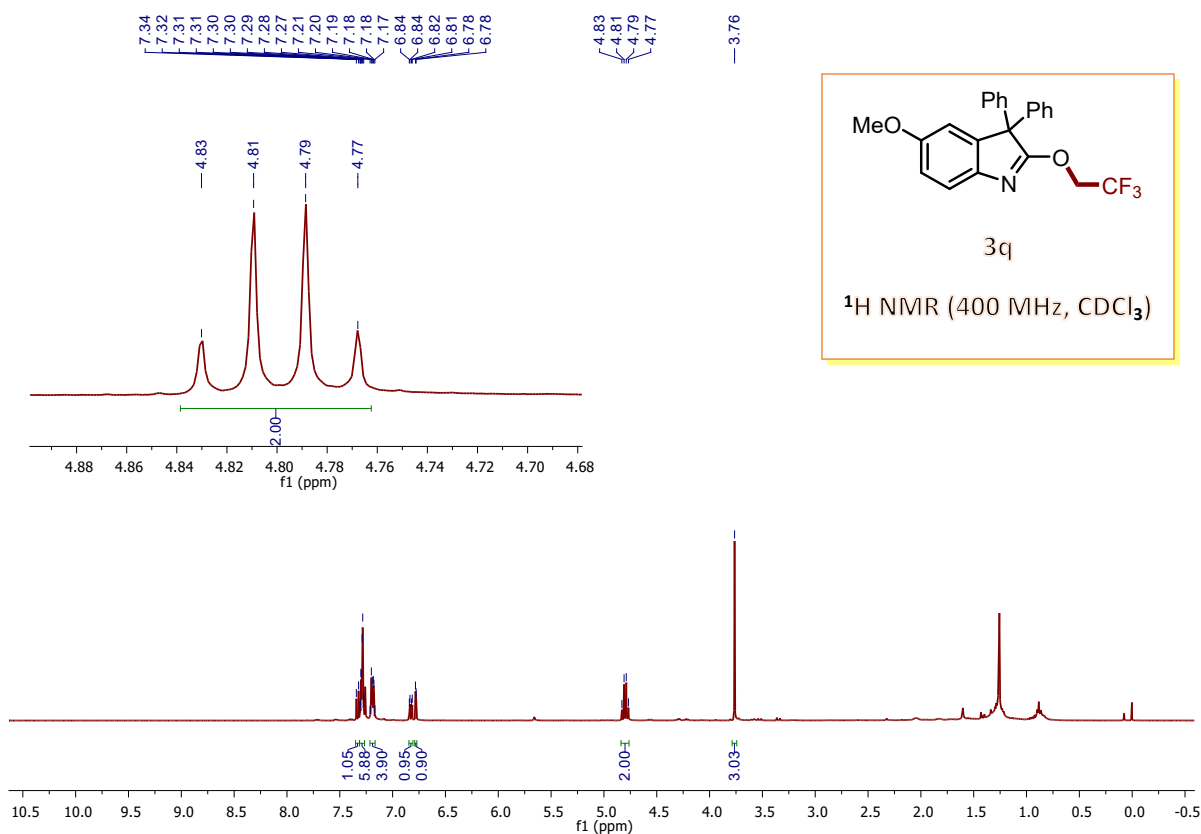 7.34 7.32 7.31 7.31 7.30 7.30 7.29 7.28 7.27 7.21 7.20 7.19 7.18 7.18 7.17 6.84 6.84 6.82 6.81 6.78 6.78
4.83 4.81 4.79 4.77
3.76
4.83 4.81 4.79 4.77
2.00
4.88 4.86 4.84 4.82 4.80 4.78 4.76 4.74 4.72 4.70 4.68
f1 (ppm)
Ph
Ph
MeO
O
N
CF3
3q
1H NMR (400 MHz, CDCl3)
1.05 5.88 3.90 0.95 0.90 2.00 3.03
10.5 10.0 9.5 9.0 8.5 8.0 7.5 7.0 6.5 6.0 5.5 5.0 4.5 4.0 3.5 3.0 2.5 2.0 1.5 1.0 0.5 0.0 -0.5
f1 (ppm)